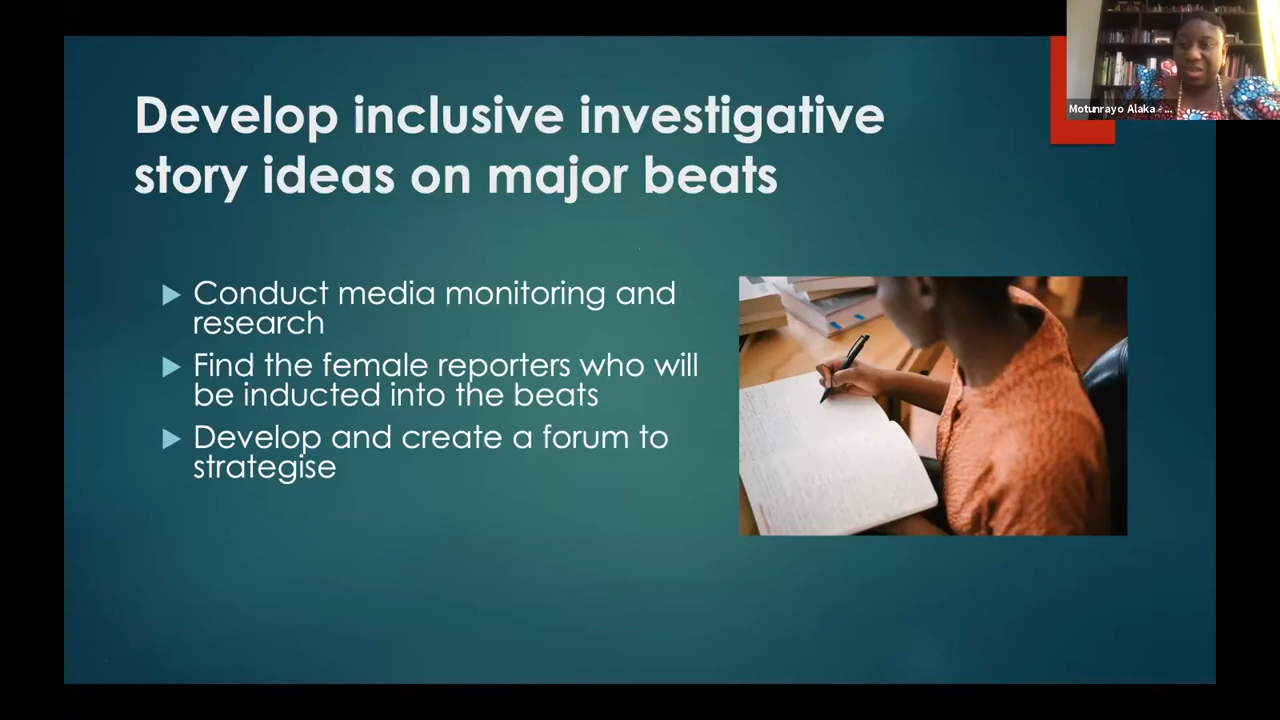 Develop inclusive investigative
story ideas on major beats
Conduct media monitoring and
research
Find the female reporters who will
be inducted into the beats
Develop and create a forum to
strategise
Motunrayo Alaka - ...